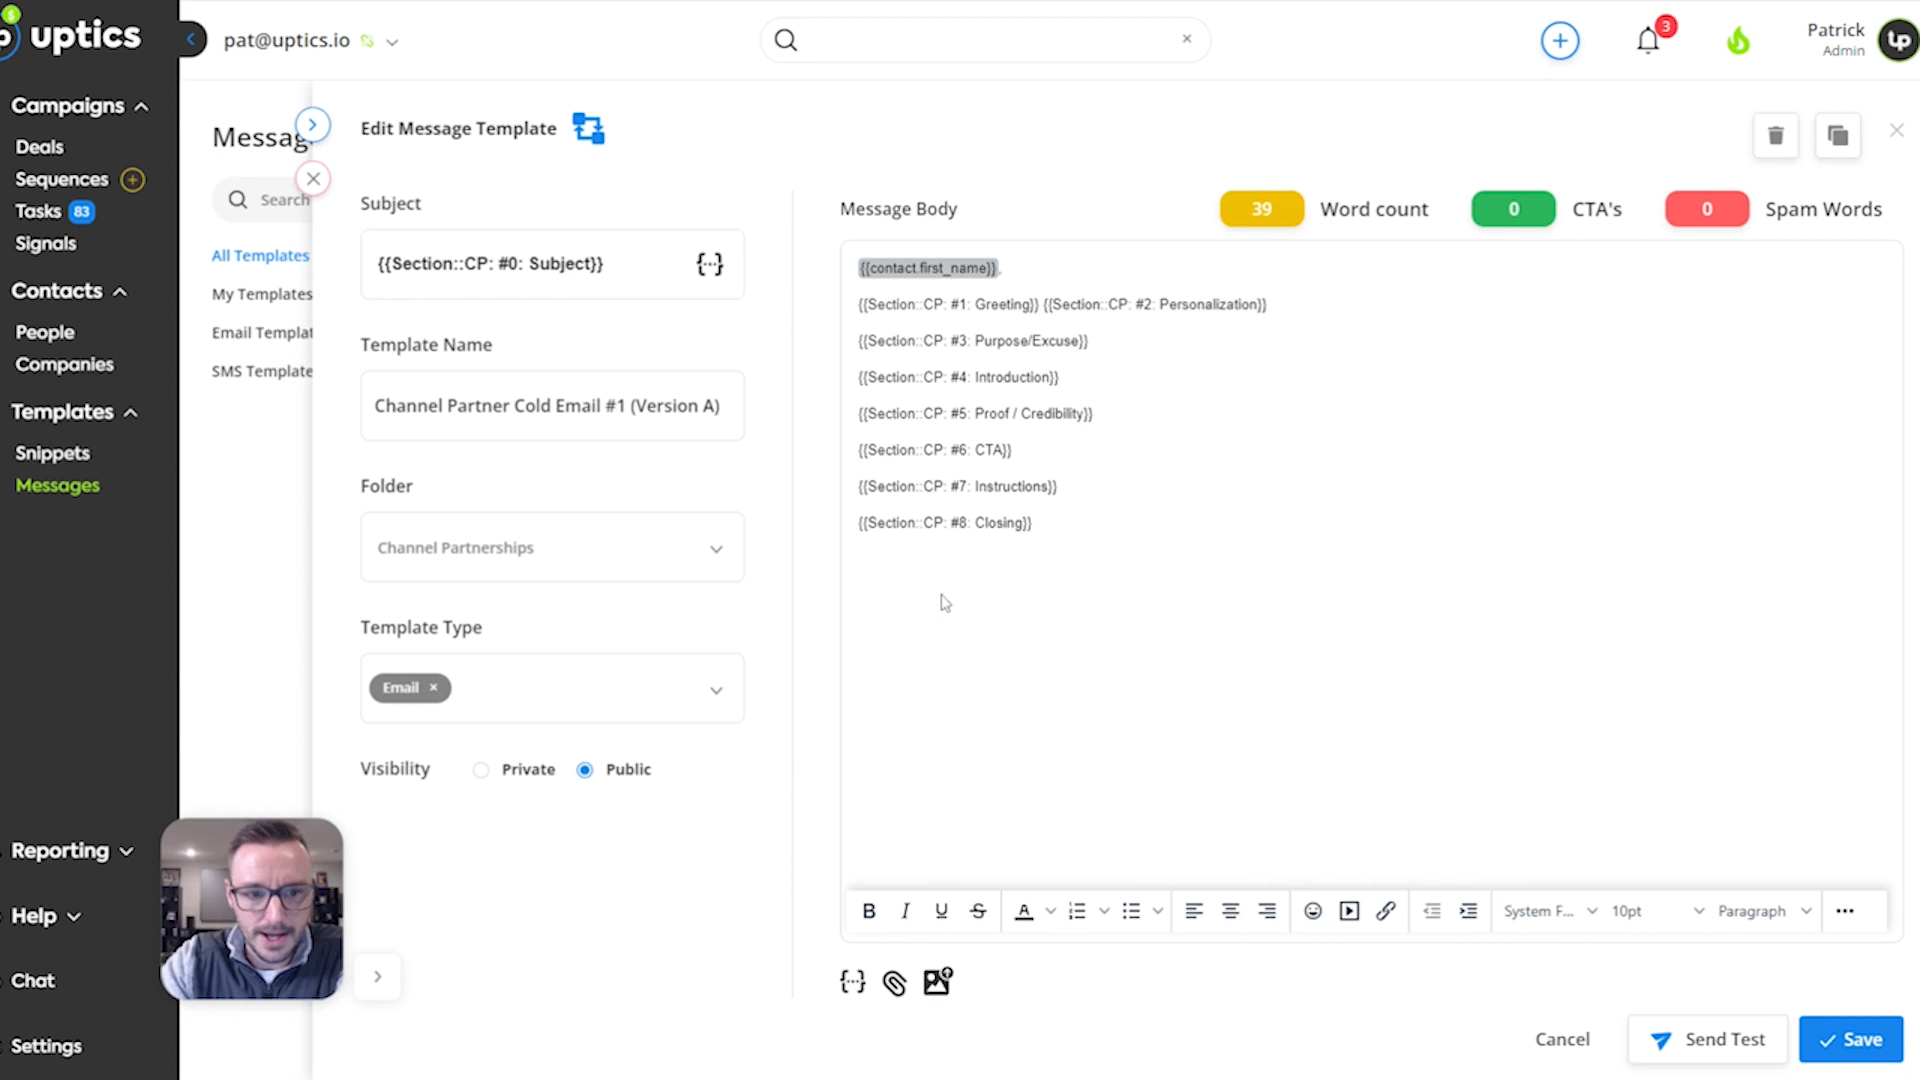 uptics
pat@uptics.io
3
Patrick
Admin
Campaigns
Deals
Sequences
Tasks 83
Signals
Contacts
People
Companies
Templates
Snippets
Messages
Reporting
Help
Chat
Settings
Messag
Search
All Templates
My Templates
Email Templat
SMS Template
Edit Message Template
Subject
{{Section::CP: #0: Subject}}
Template Name
Channel Partner Cold Email #1 (Version A)
Folder
Channel Partnerships
Template Type
Email ×
Visibility Private Public
Message Body 39 Word count 0 CTA's 0 Spam Words
{{contact.first_name}},
{{Section::CP: #1: Greeting}} {{Section::CP: #2: Personalization}}
{{Section::CP: #3: Purpose/Excuse}}
{{Section::CP: #4: Introduction}}
{{Section::CP: #5: Proof / Credibility}}
{{Section::CP: #6: CTA}}
{{Section::CP: #7: Instructions}}
{{Section::CP: #8: Closing}}
B I U S A System F... 10pt Paragraph ...
Cancel Send Test Save